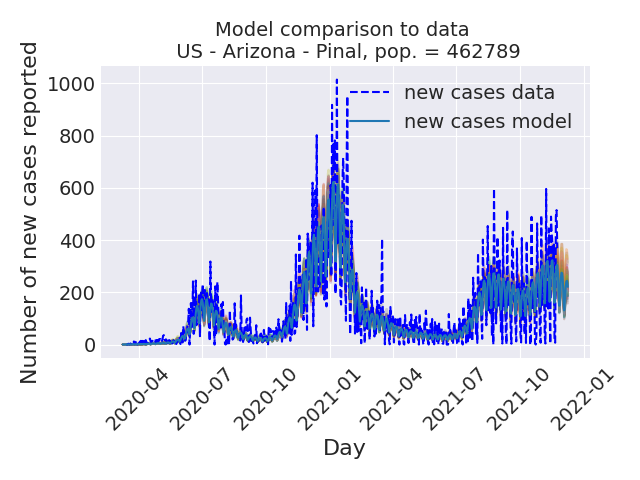 Model comparison to data
US - Arizona - Pinal, pop. = 462789
Number of new cases reported
1000
800
600
400
200
0
new cases data
new cases model
2020-04
2020-07
2020-10
2021-01
2021-04
2021-07
2021-10
2022-01
Day